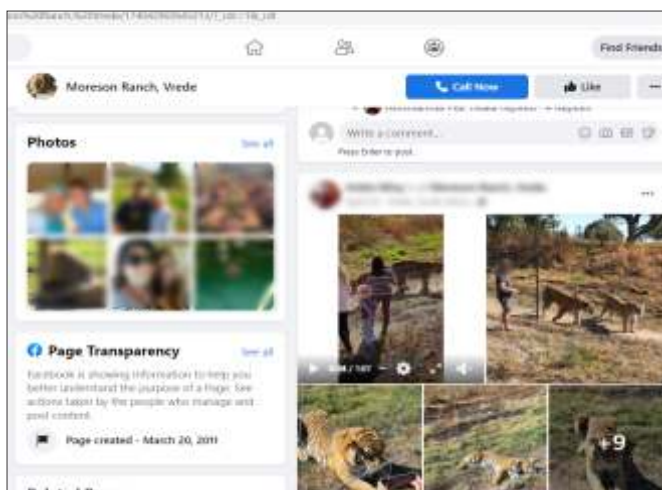 Find Friends
Moreson Ranch, Vrede
Call Now
Like
Write a comment...
Press Enter to post.
Photos
See all
Page Transparency
See all
Facebook is showing information to help you
better understand the purpose of a Page. See
actions taken by the people who manage and
post content.
Page created - March 20, 2011
+9